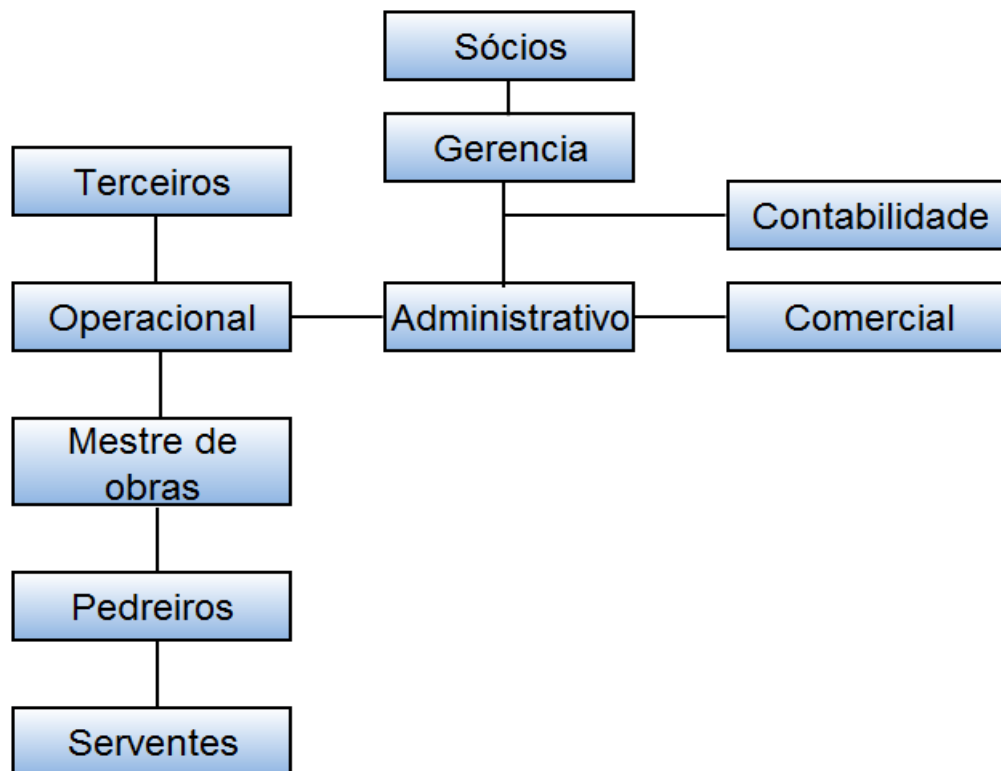 Sócios
Gerencia
Terceiros
Contabilidade
Operacional
Administrativo
Comercial
Mestre de
obras
Pedreiros
Serventes